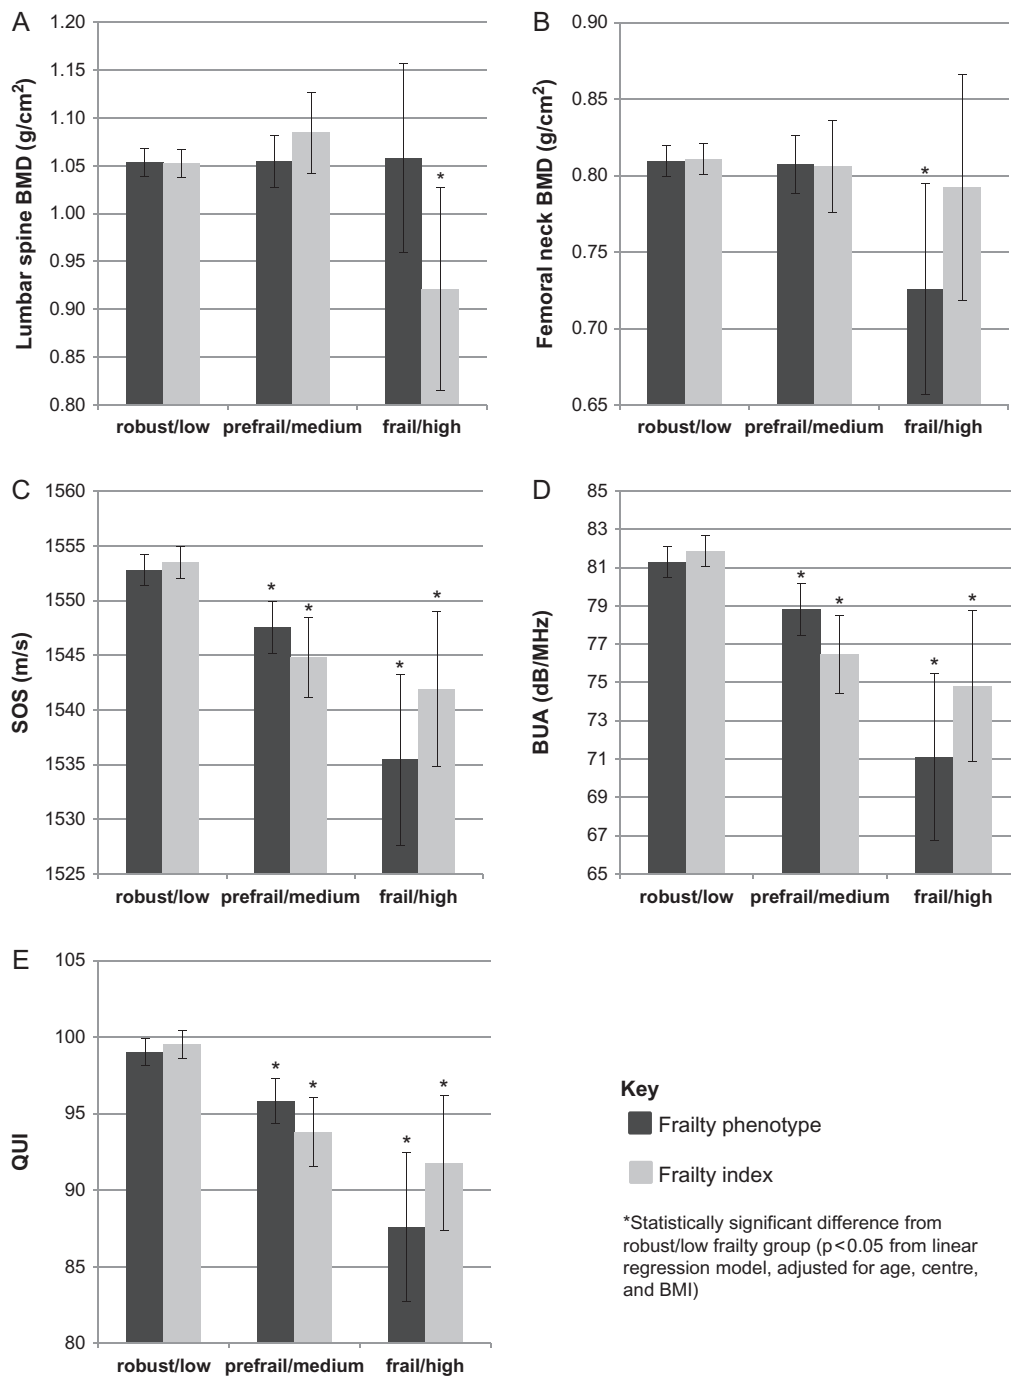 A
Lumbar spine BMD (g/cm²)
1.20
1.15
1.10
1.05
1.00
0.95
0.90
0.85
0.80
*
robust/low prefrail/medium frail/high
B
Femoral neck BMD (g/cm²)
0.90
0.85
0.80
0.75
0.70
0.65
*
robust/low prefrail/medium frail/high
C
SOS (m/s)
1560
1555
1550
1545
1540
1535
1530
1525
* * * *
robust/low prefrail/medium frail/high
D
BUA (dB/MHz)
85
83
81
79
77
75
73
71
69
67
65
* * * *
robust/low prefrail/medium frail/high
E
QUI
105
100
95
90
85
80
* * * *
robust/low prefrail/medium frail/high
Key
Frailty phenotype
Frailty index
*Statistically significant difference from
robust/low frailty group (p<0.05 from linear
regression model, adjusted for age, centre,
and BMI)